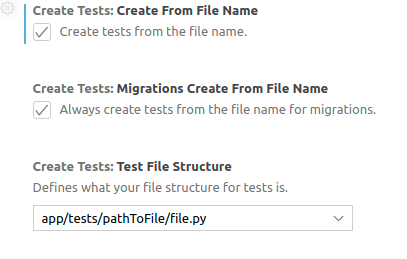 Create Tests: Create From File Name
Create tests from the file name.
Create Tests: Migrations Create From File Name
Always create tests from the file name for migrations.
Create Tests: Test File Structure
Defines what your file structure for tests is.
app/tests/pathToFile/file.py